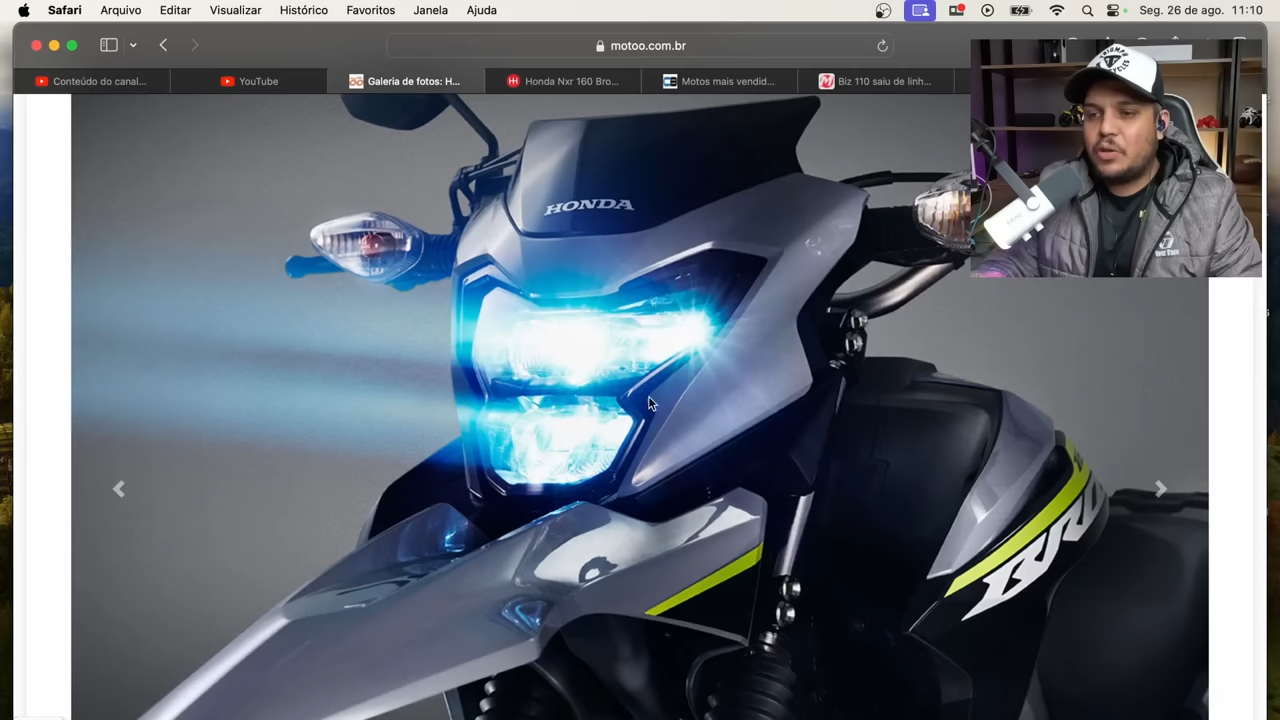 Safari Arquivo Editar Visualizar Histórico Favoritos Janela Ajuda Seg. 26 de ago. 11:10
motoo.com.br
Conteúdo do canal... YouTube Galeria de fotos: H... Honda Nxr 160 Bro... Motos mais vendid... Biz 110 saiu de linh...
TRIUMPH
HONDA